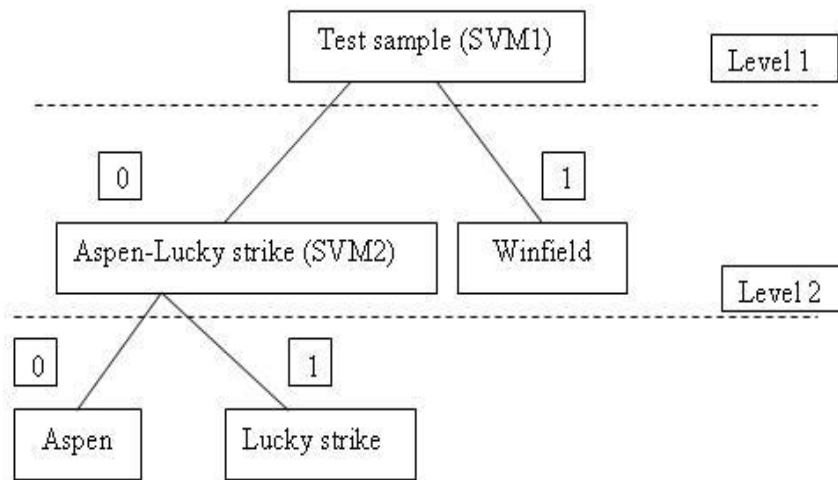 Test sample (SVM1)
Level 1
0
1
Aspen-Lucky strike (SVM2)
Winfield
Level 2
0
1
Aspen
Lucky strike